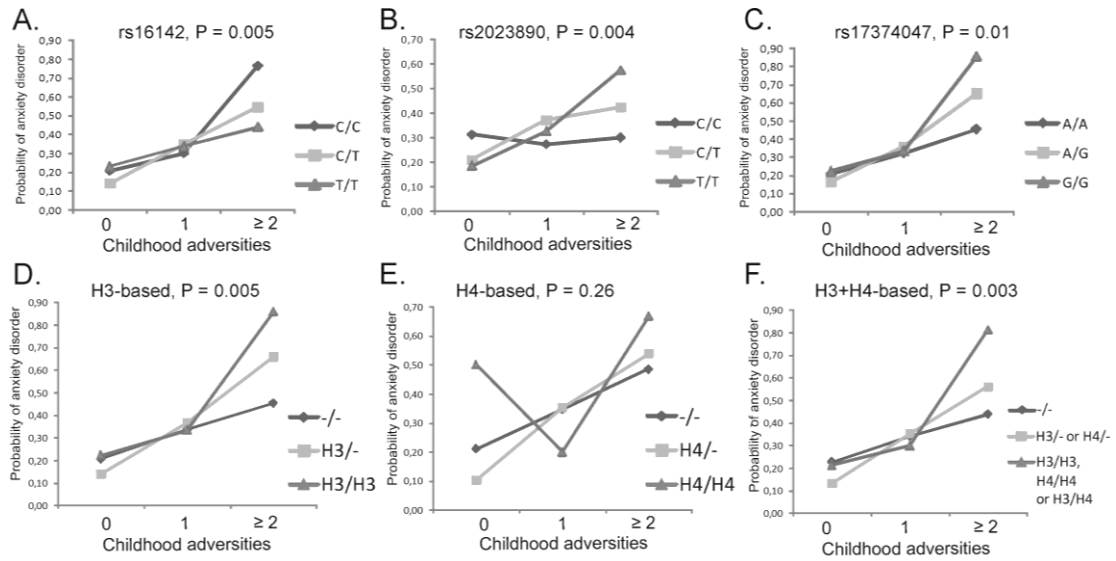 A.
rs16142, P = 0.005
Probability of anxiety disorder
0,90
0,80
0,70
0,60
0,50
0,40
0,30
0,20
0,10
0,00
0 1 ≥ 2
Childhood adversities
C/C
C/T
T/T
B.
rs2023890, P = 0.004
Probability of anxiety disorder
0,70
0,60
0,50
0,40
0,30
0,20
0,10
0,00
0 1 ≥ 2
Childhood adversities
C/C
C/T
T/T
C.
rs17374047, P = 0.01
Probability of anxiety disorder
0,90
0,80
0,70
0,60
0,50
0,40
0,30
0,20
0,10
0,00
0 1 ≥ 2
Childhood adversities
A/A
A/G
G/G
D.
H3-based, P = 0.005
Probability of anxiety disorder
0,90
0,80
0,70
0,60
0,50
0,40
0,30
0,20
0,10
0,00
0 1 ≥ 2
Childhood adversities
-/-
H3/-
H3/H3
E.
H4-based, P = 0.26
Probability of anxiety disorder
0,70
0,60
0,50
0,40
0,30
0,20
0,10
0,00
0 1 ≥ 2
Childhood adversities
-/-
H4/-
H4/H4
F.
H3+H4-based, P = 0.003
Probability of anxiety disorder
0,90
0,80
0,70
0,60
0,50
0,40
0,30
0,20
0,10
0,00
0 1 ≥ 2
Childhood adversities
-/-
H3/- or H4/-
H3/H3,
H4/H4
or H3/H4